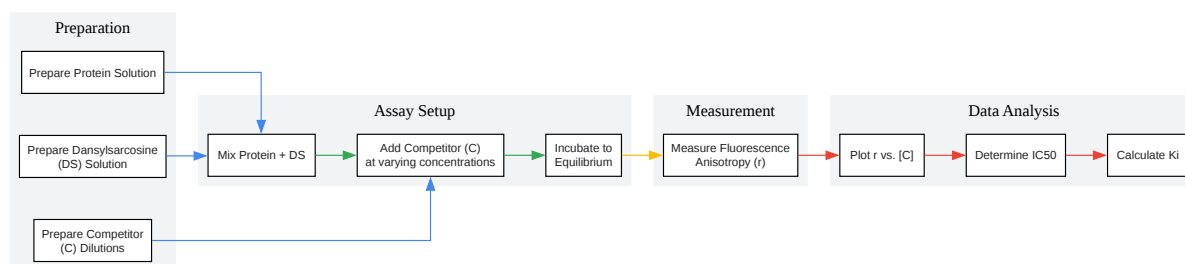 Preparation
Prepare Protein Solution
Prepare Dansylsarcosine
(DS) Solution
Prepare Competitor
(C) Dilutions
Assay Setup
Mix Protein + DS
Add Competitor (C)
at varying concentrations
Incubate to
Equilibrium
Measurement
Measure Fluorescence
Anisotropy (r)
Data Analysis
Plot r vs. [C]
Determine IC50
Calculate Ki